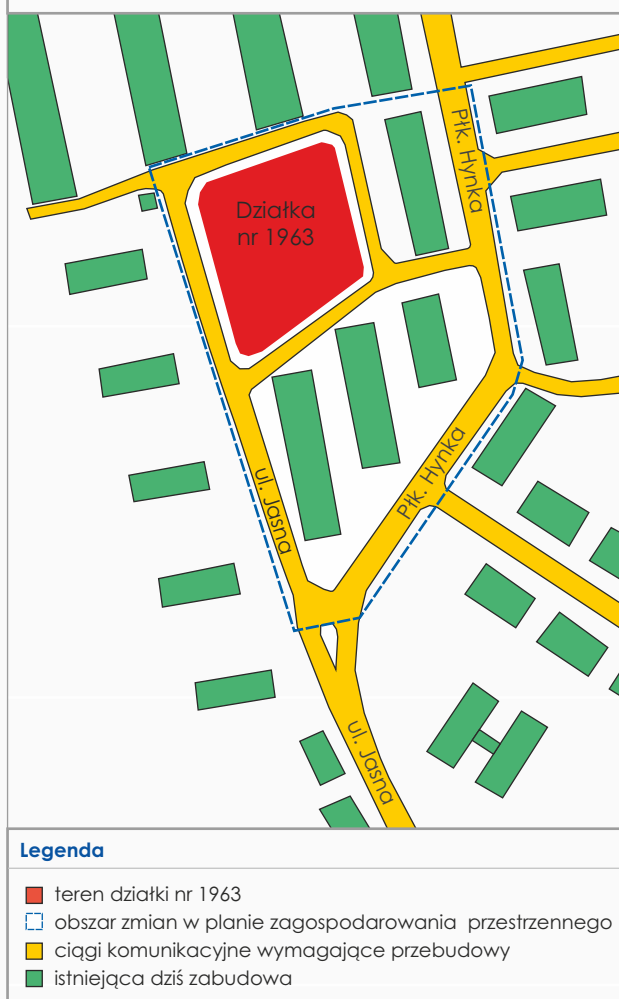 Płk. Hynka
Działka
nr 1963
Płk. Hynka
ul. Jasna
ul. Jasna
Legenda
teren działki nr 1963
obszar zmian w planie zagospodarowania przestrzennego
ciągi komunikacyjne wymagające przebudowy
istniejąca dziś zabudowa